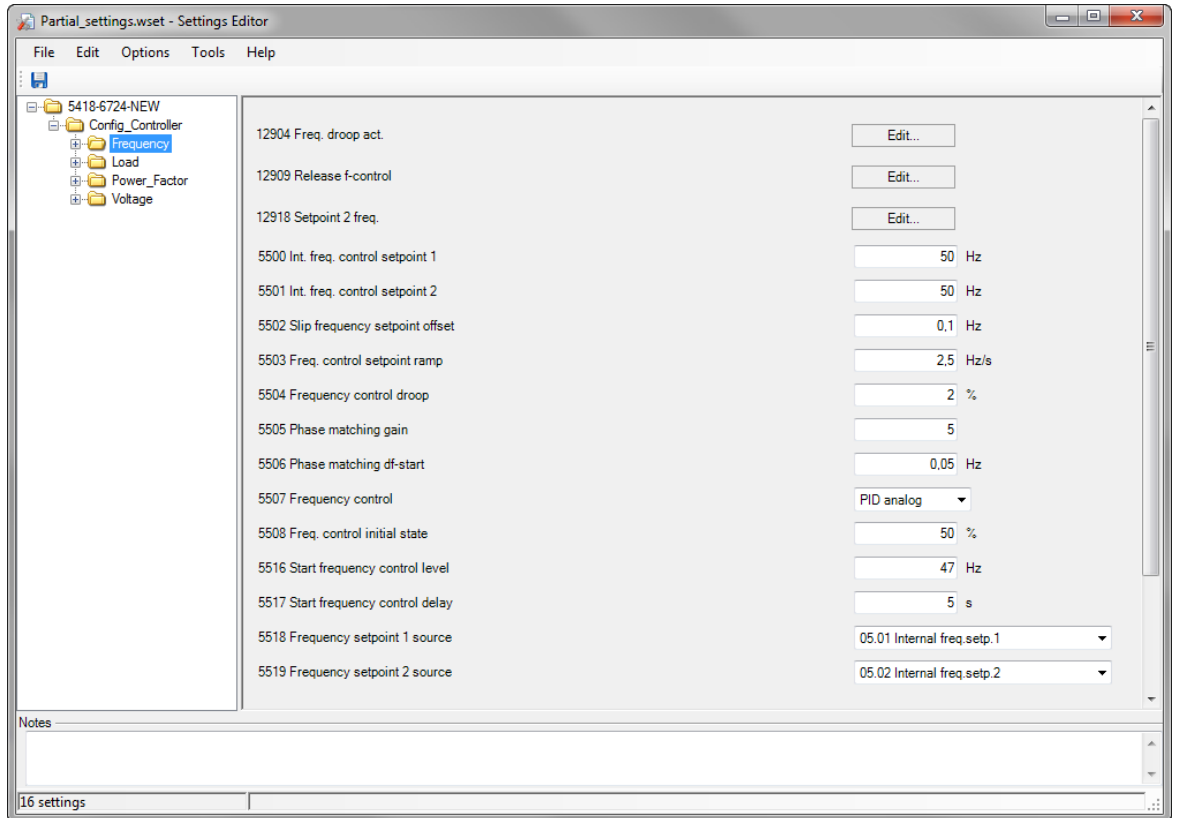 Partial_settings.wset - Settings Editor
File Edit Options Tools Help
5418-6724-NEW
Config_Controller
Frequency
Load
Power_Factor
Voltage
12904 Freq. droop act. Edit...
12909 Release f-control Edit...
12918 Setpoint 2 freq. Edit...
5500 Int. freq. control setpoint 1 50 Hz
5501 Int. freq. control setpoint 2 50 Hz
5502 Slip frequency setpoint offset 0,1 Hz
5503 Freq. control setpoint ramp 2,5 Hz/s
5504 Frequency control droop 2 %
5505 Phase matching gain 5
5506 Phase matching df-start 0,05 Hz
5507 Frequency control PID analog
5508 Freq. control initial state 50 %
5516 Start frequency control level 47 Hz
5517 Start frequency control delay 5 s
5518 Frequency setpoint 1 source 05.01 Internal freq.setp.1
5519 Frequency setpoint 2 source 05.02 Internal freq.setp.2
Notes
16 settings